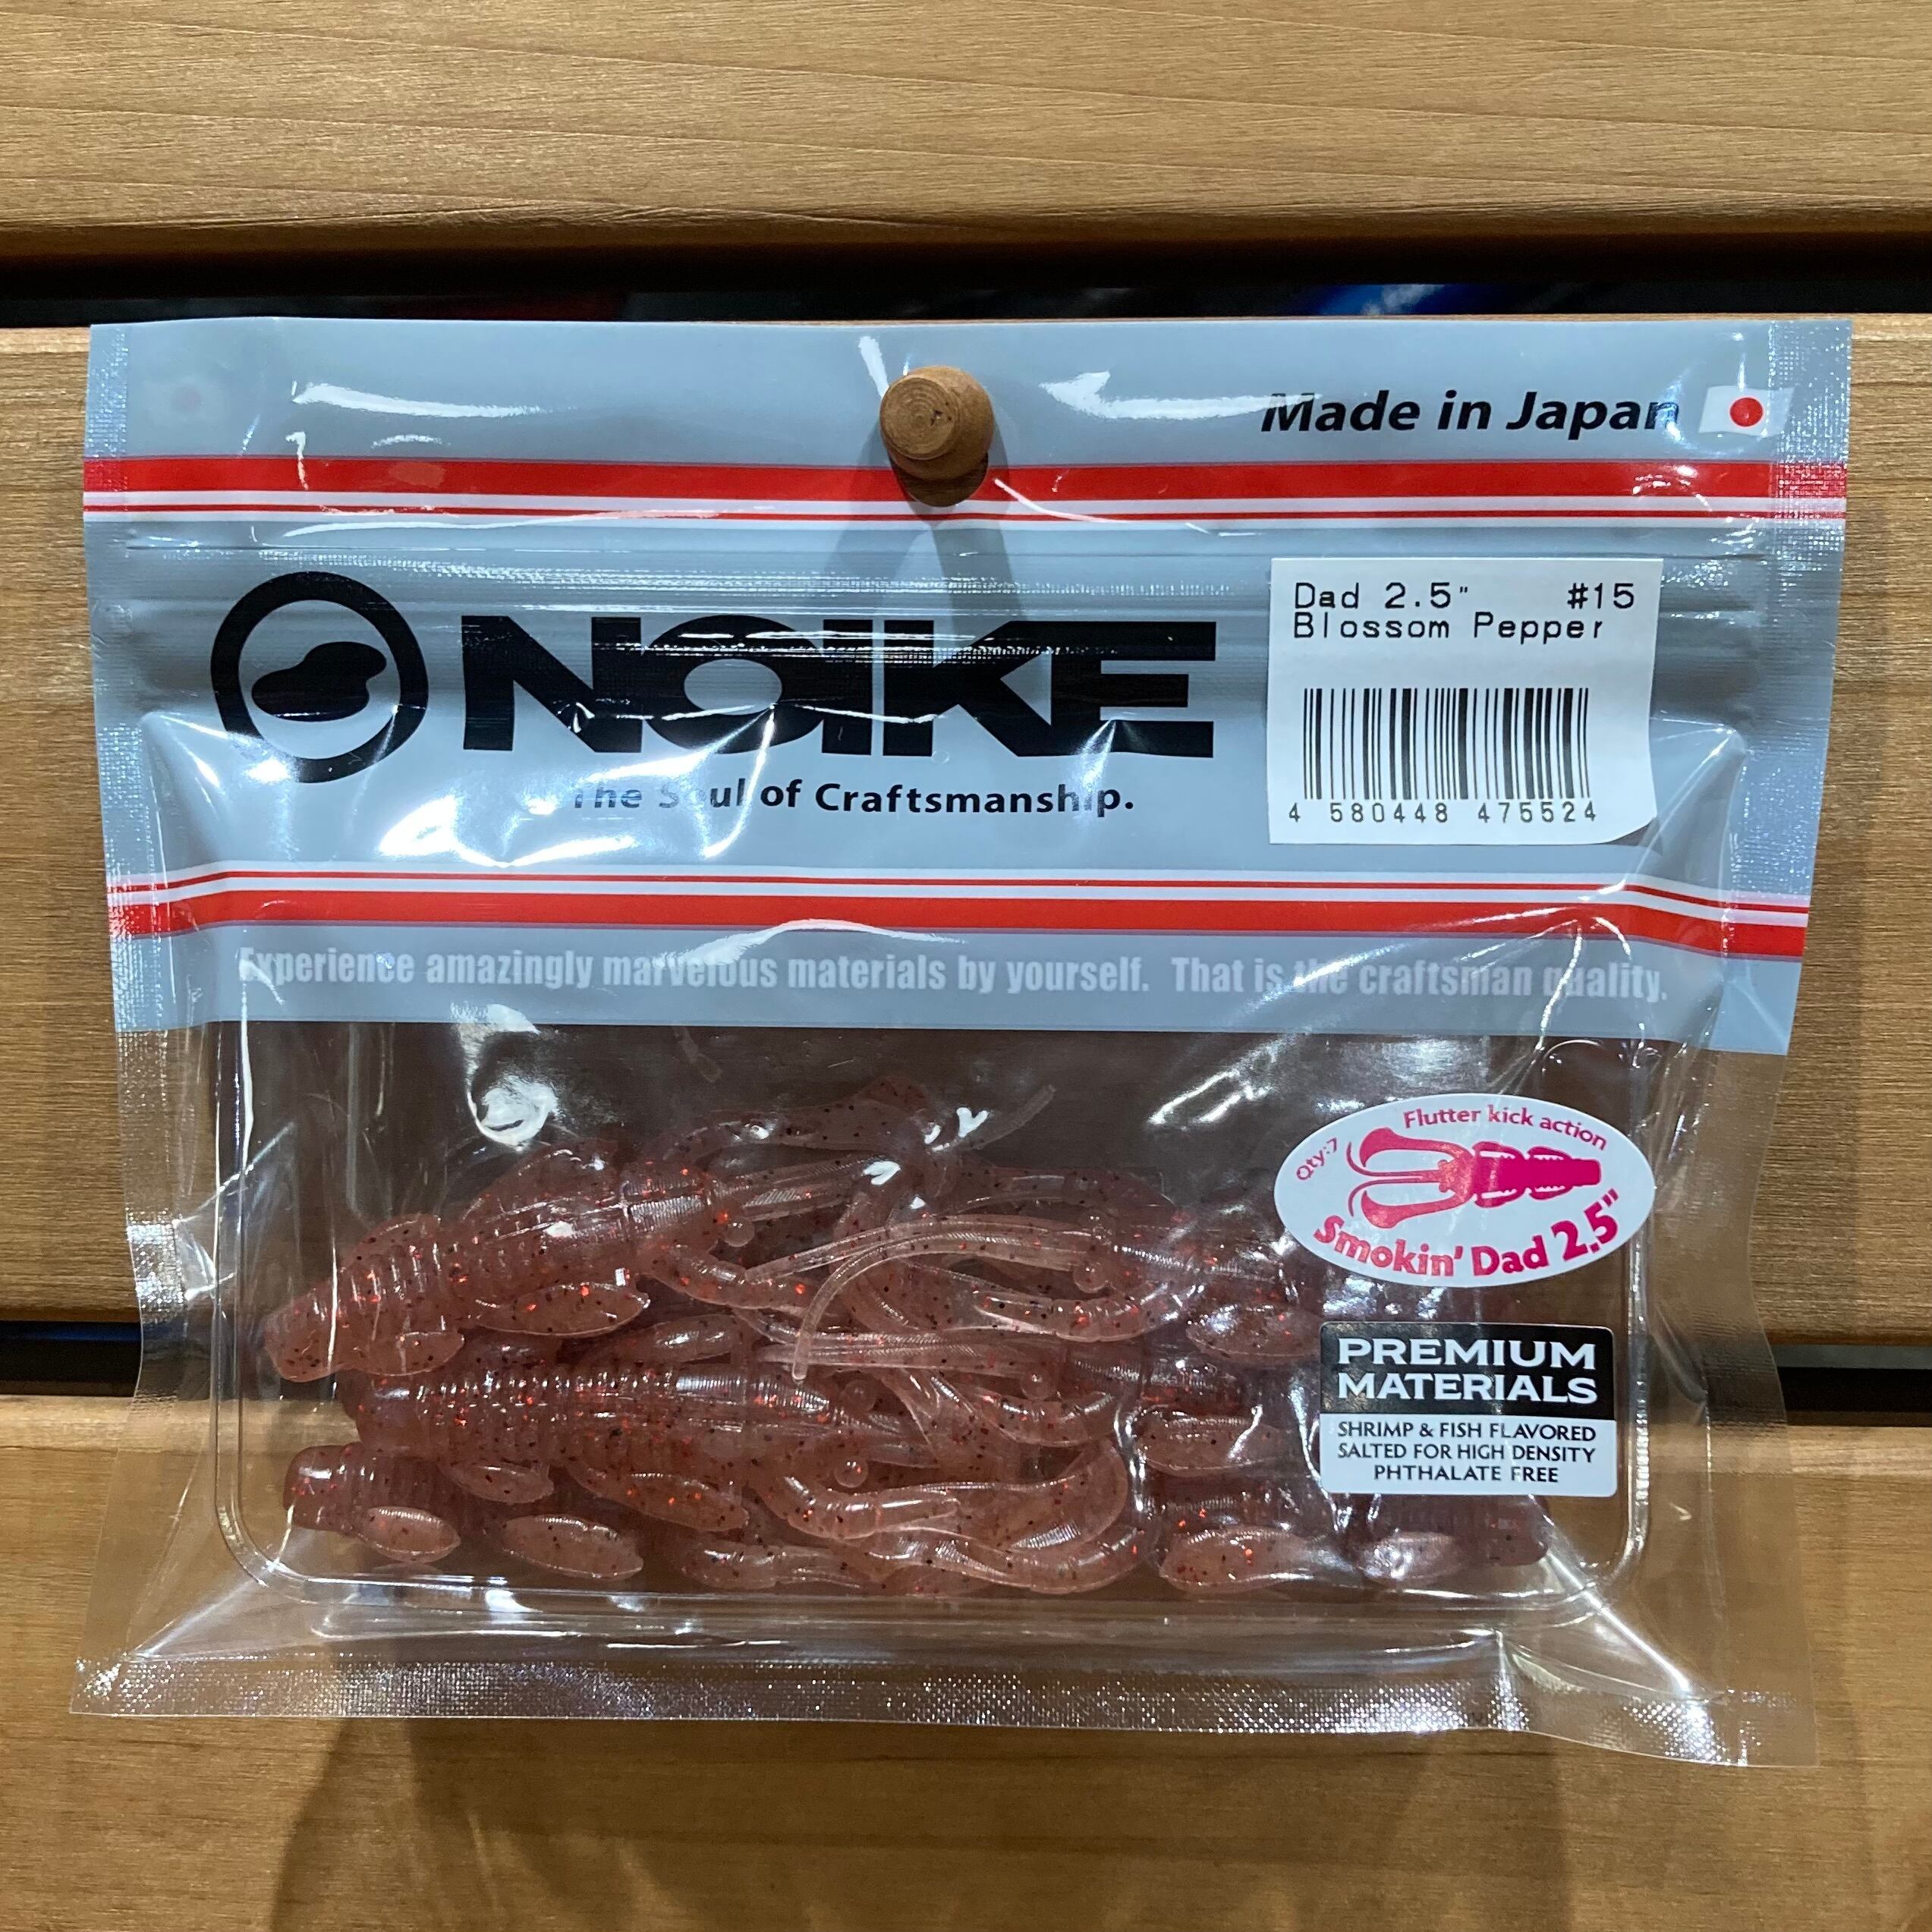 Made in Japan
NOIKE
The Soul of Craftsmanship.
Dad 2.5" #15
Blossom Pepper
4 580448 475524
Experience amazingly marvelous materials by yourself. That is the craftsman quality.
Flutter kick action
Qty:7
Smokin' Dad 2.5"
PREMIUM
MATERIALS
SHRIMP & FISH FLAVORED
SALTED FOR HIGH DENSITY
PHTHALATE FREE